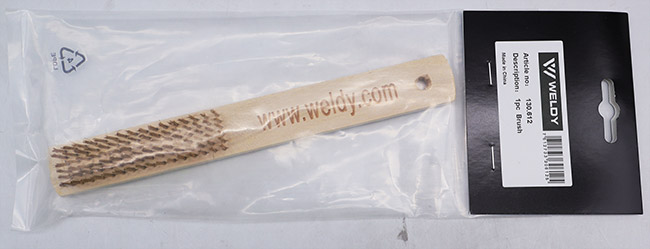 www.weldy.com
WELDY
Article no: 130.612
Description: 1pc Brush
Made in China